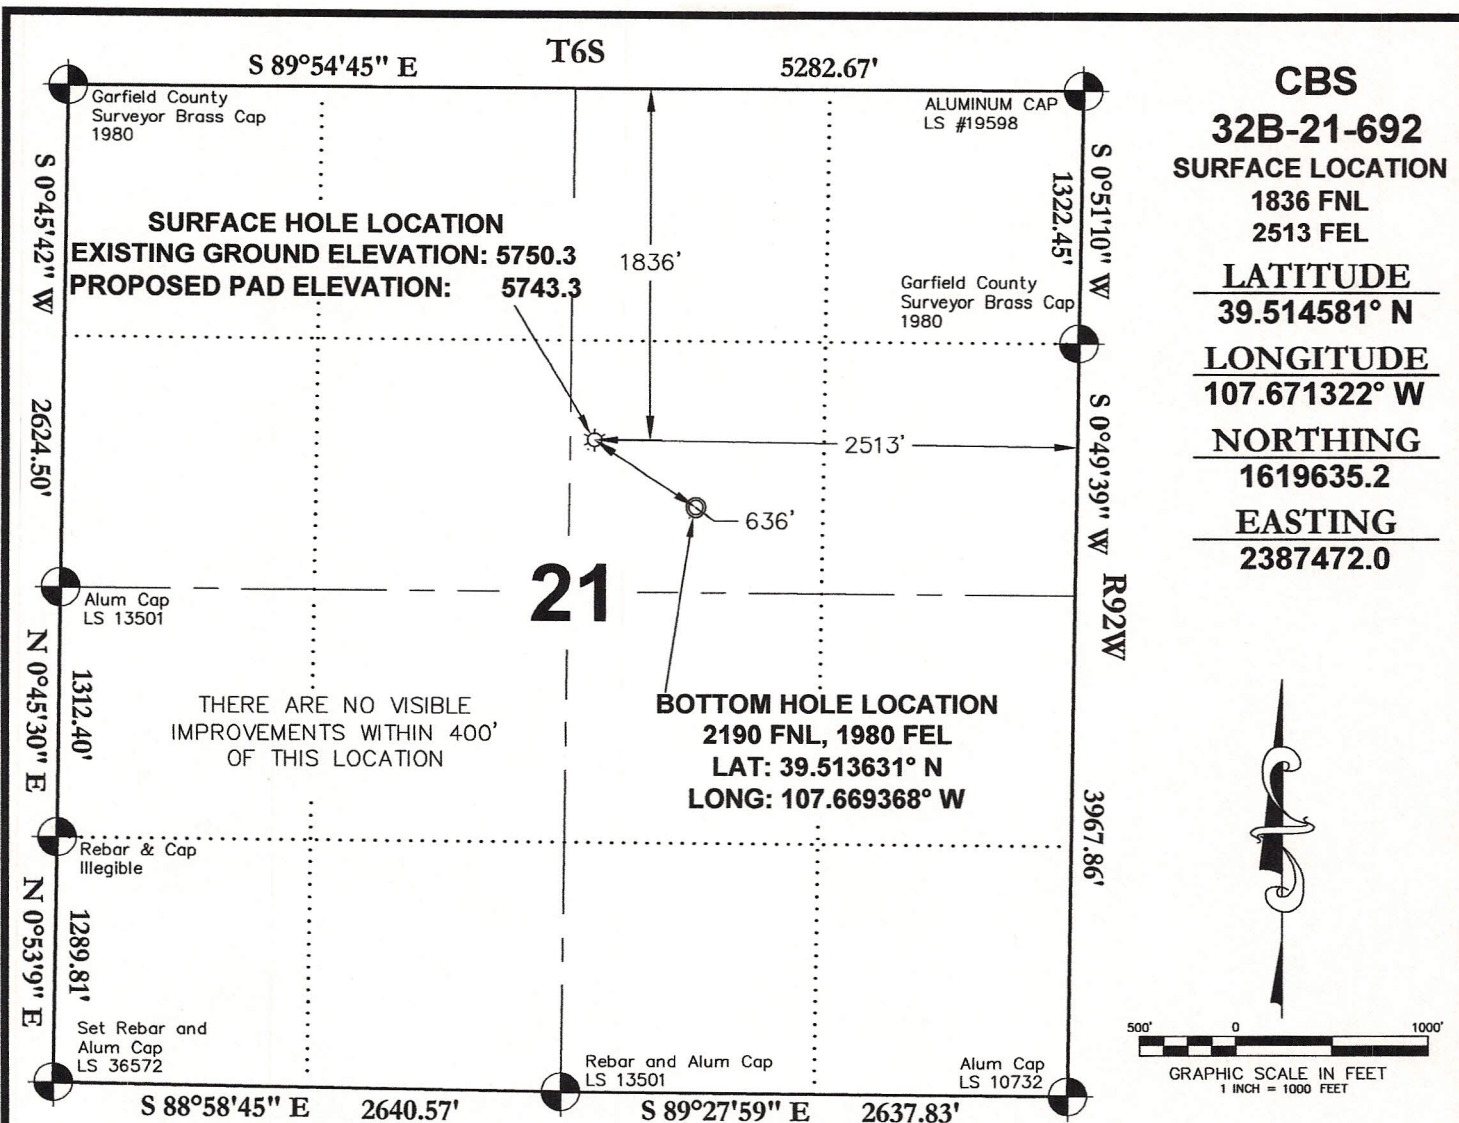 T6S
S 89°54'45" E
5282.67'
Garfield County
Surveyor Brass Cap
1980
ALUMINUM CAP
LS #19598
S 0°45'42" W
2624.50'
SURFACE HOLE LOCATION
EXISTING GROUND ELEVATION: 5750.3
PROPOSED PAD ELEVATION: 5743.3
1836'
S 0°51'10" W
1322.45'
Garfield County
Surveyor Brass Cap
1980
2513'
636'
S 0°49'39" W
3967.86'
R92W
21
Alum Cap
LS 13501
N 0°45'30" E
1312.40'
THERE ARE NO VISIBLE
IMPROVEMENTS WITHIN 400'
OF THIS LOCATION
BOTTOM HOLE LOCATION
2190 FNL, 1980 FEL
LAT: 39.513631° N
LONG: 107.669368° W
Rebar & Cap
Illegible
N 0°53'9" E
1289.81'
Set Rebar and
Alum Cap
LS 36572
Rebar and Alum Cap
LS 13501
Alum Cap
LS 10732
S 88°58'45" E
2640.57'
S 89°27'59" E
2637.83'
CBS
32B-21-692
SURFACE LOCATION
1836 FNL
2513 FEL
LATITUDE
39.514581° N
LONGITUDE
107.671322° W
NORTHING
1619635.2
EASTING
2387472.0
500'
0
1000'
GRAPHIC SCALE IN FEET
1 INCH = 1000 FEET